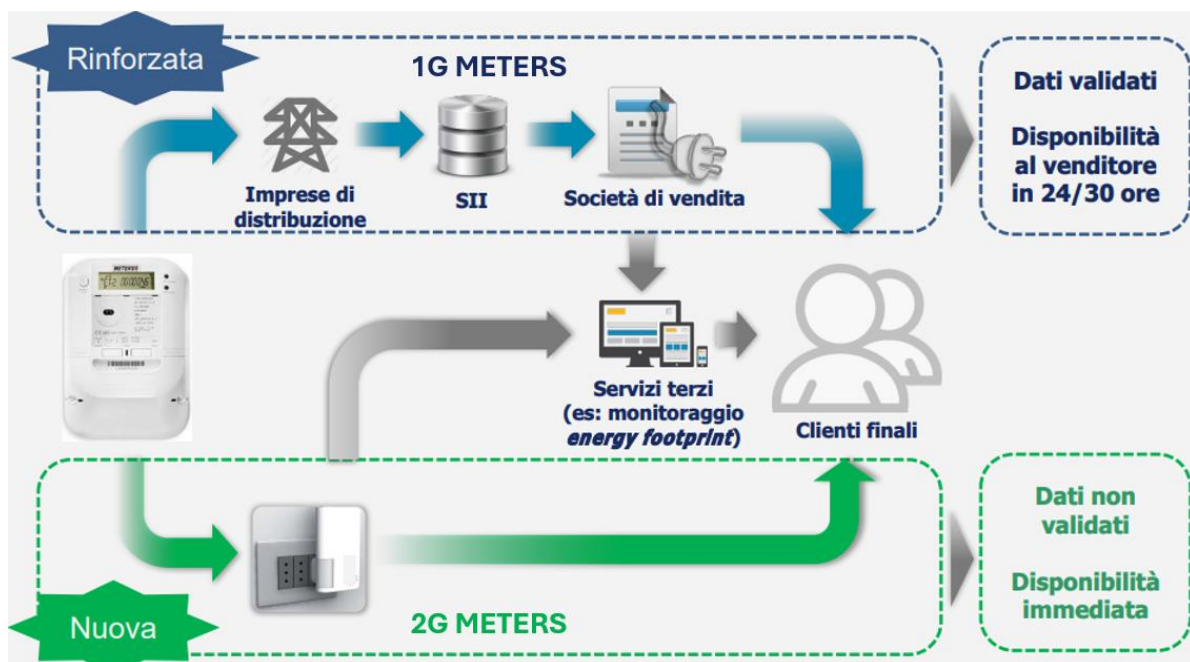 Rinforzata
1G METERS
Imprese di
distribuzione
SII
Società di vendita
Dati validati
Disponibilità
al venditore
in 24/30 ore
Servizi terzi
(es: monitoraggio
energy footprint)
Clienti finali
Nuova
2G METERS
Dati non
validati
Disponibilità
immediata